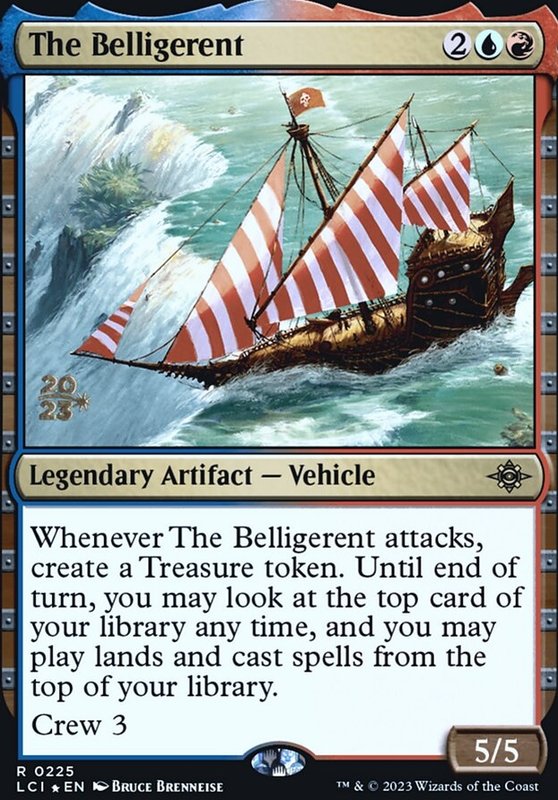 The Belligerent
2
20
23
Legendary Artifact — Vehicle
Whenever The Belligerent attacks,
create a Treasure token. Until end of
turn, you may look at the top card of
your library any time, and you may
play lands and cast spells from the
top of your library.
Crew 3
5/5
R 0225
LCI ★ EN Bruce Brenneise
™ & © 2023 Wizards of the Coast